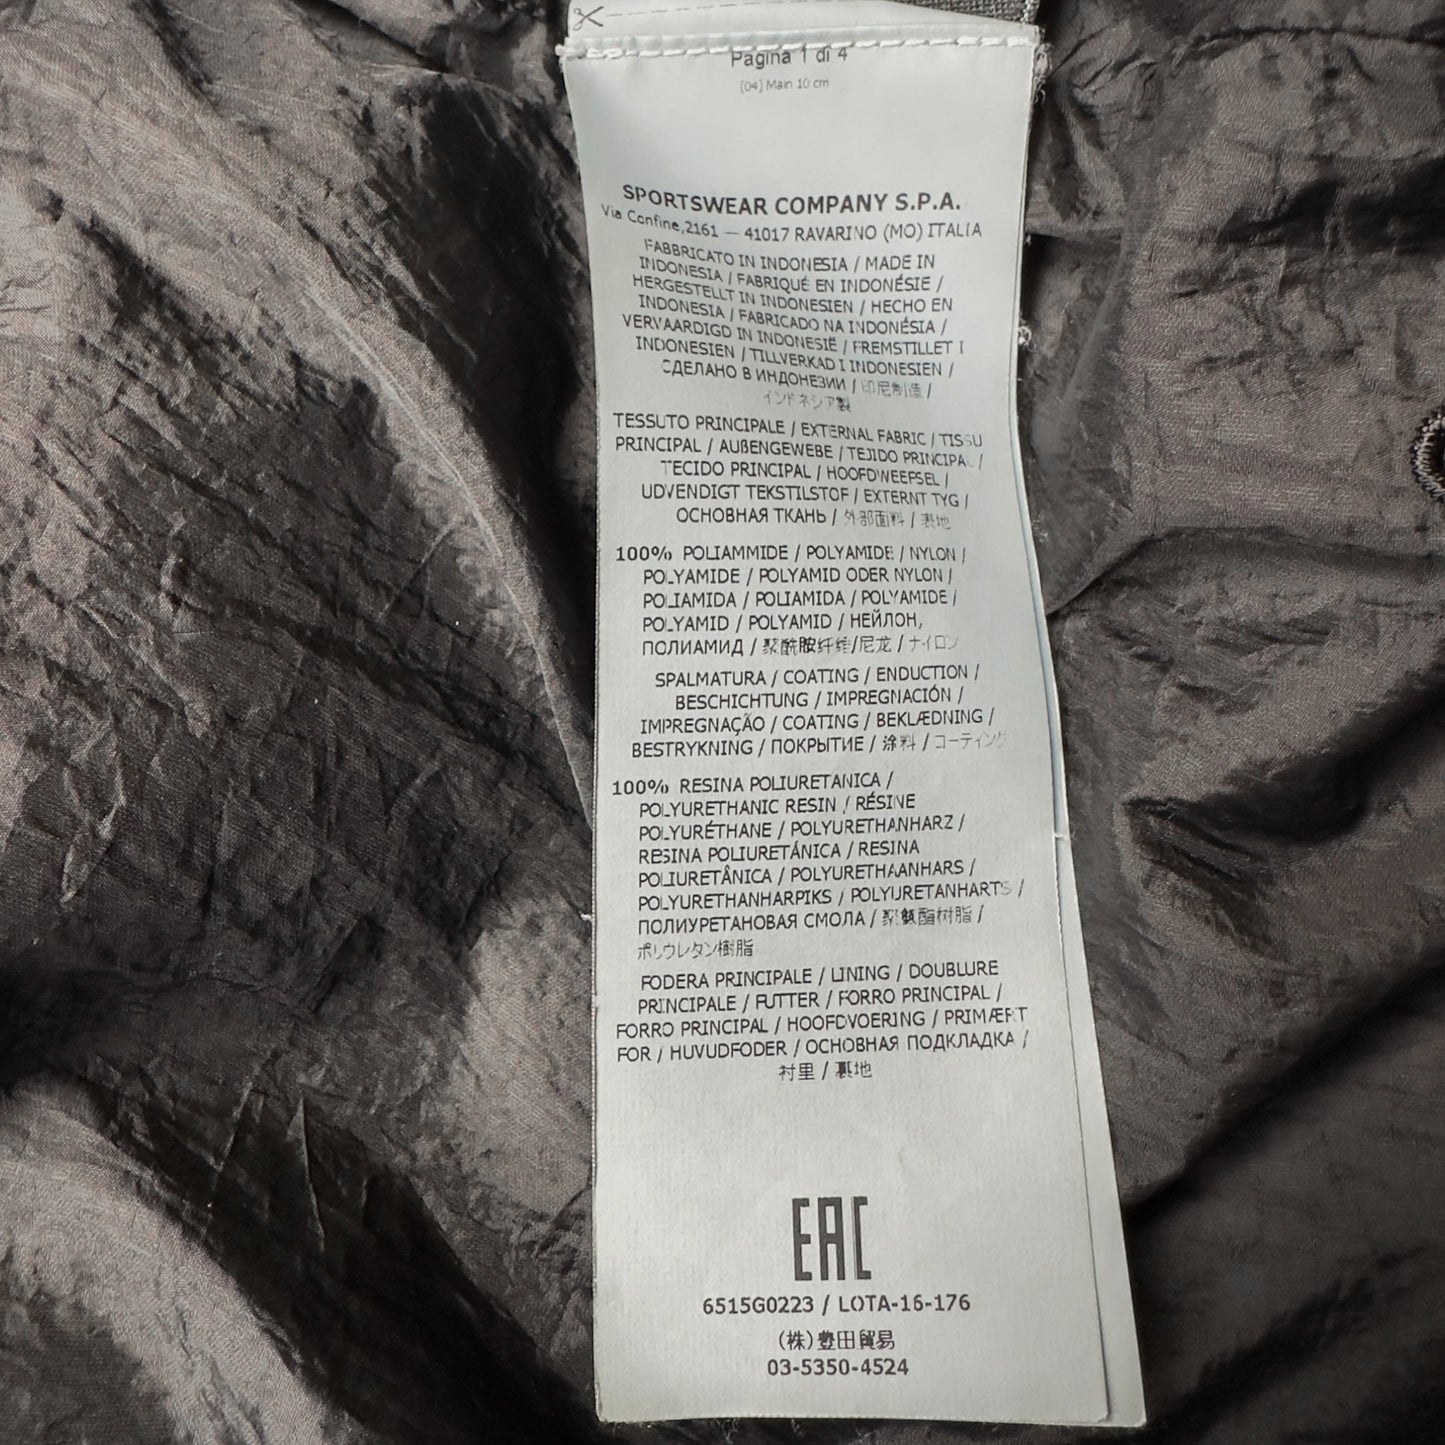 Pagina 1 di 4
[04] Main 10 cm
SPORTSWEAR COMPANY S.P.A.
Via Confine,2161 — 41017 RAVARINO (MO) ITALIA
FABBRICATO IN INDONESIA / MADE IN
INDONESIA / FABRIQUÉ EN INDONÉSIE /
HERGESTELLT IN INDONESIEN / HECHO EN
INDONESIA / FABRICADO NA INDONÉSIA /
VERVAARDIGD IN INDONESIË / FREMSTILLET I
INDONESIEN / TILLVERKAD I INDONESIEN /
СДЕЛАНО В ИНДОНЕЗИИ / 印尼制造 /
インドネシア製
TESSUTO PRINCIPALE / EXTERNAL FABRIC / TISSU
PRINCIPAL / AUßENGEWEBE / TEJIDO PRINCIPAL /
TECIDO PRINCIPAL / HOOFDWEEFSEL /
UDVENDIGT TEKSTILSTOF / EXTERNT TYG /
ОСНОВНАЯ ТКАНЬ / 外部面料 / 表地
100% POLIAMMIDE / POLYAMIDE / NYLON /
POLYAMIDE / POLYAMID ODER NYLON /
POLIAMIDA / POLIAMIDA / POLYAMIDE /
POLYAMID / POLYAMID / НЕЙЛОН,
ПОЛИАМИД / 聚酰胺纤维/尼龙 / ナイロン
SPALMATURA / COATING / ENDUCTION /
BESCHICHTUNG / IMPREGNACIÓN /
IMPREGNAÇÃO / COATING / BEKLÆDNING /
BESTRYKNING / ПОКРЫТИЕ / 涂料 / コーティング
100% RESINA POLIURETANICA /
POLYURETHANIC RESIN / RÉSINE
POLYURÉTHANE / POLYURETHANHARZ /
RESINA POLIURETÁNICA / RESINA
POLIURETÂNICA / POLYURETHAANHARS /
POLYURETHANHARPIKS / POLYURETANHARTS /
ПОЛИУРЕТАНОВАЯ СМОЛА / 聚氨酯树脂 /
ポリウレタン樹脂
FODERA PRINCIPALE / LINING / DOUBLURE
PRINCIPALE / FUTTER / FORRO PRINCIPAL /
FORRO PRINCIPAL / HOOFDVOERING / PRIMÆRT
FOR / HUVUDFODER / ОСНОВНАЯ ПОДКЛАДКА /
衬里 / 裏地
EAC
6515G0223 / LOTA-16-176
(株)豊田貿易
03-5350-4524